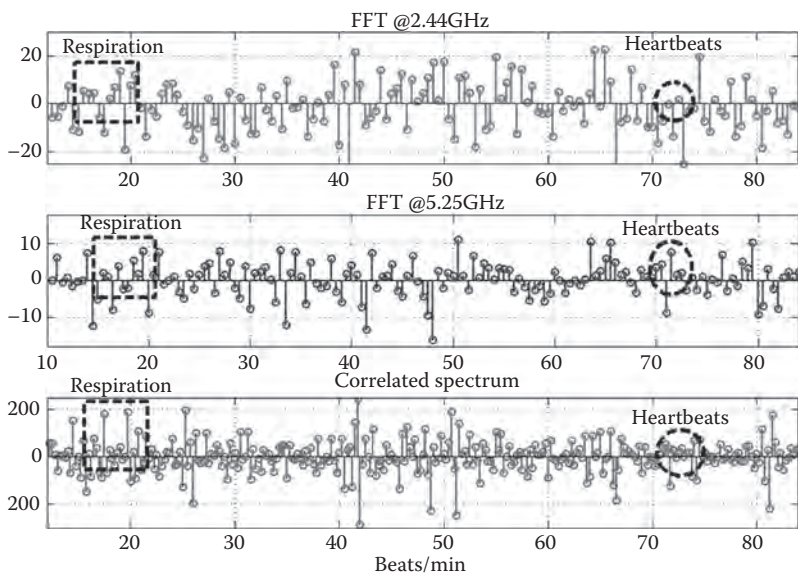 FFT @2.44GHz
Respiration
Heartbeats
20
0
−20
20 30 40 50 60 70 80
FFT @5.25GHz
Respiration
Heartbeats
10
0
−10
10 20 30 40 50 60 70 80
Respiration
Correlated spectrum
Heartbeats
200
0
200
20 30 40 50 60 70 80
Beats/min